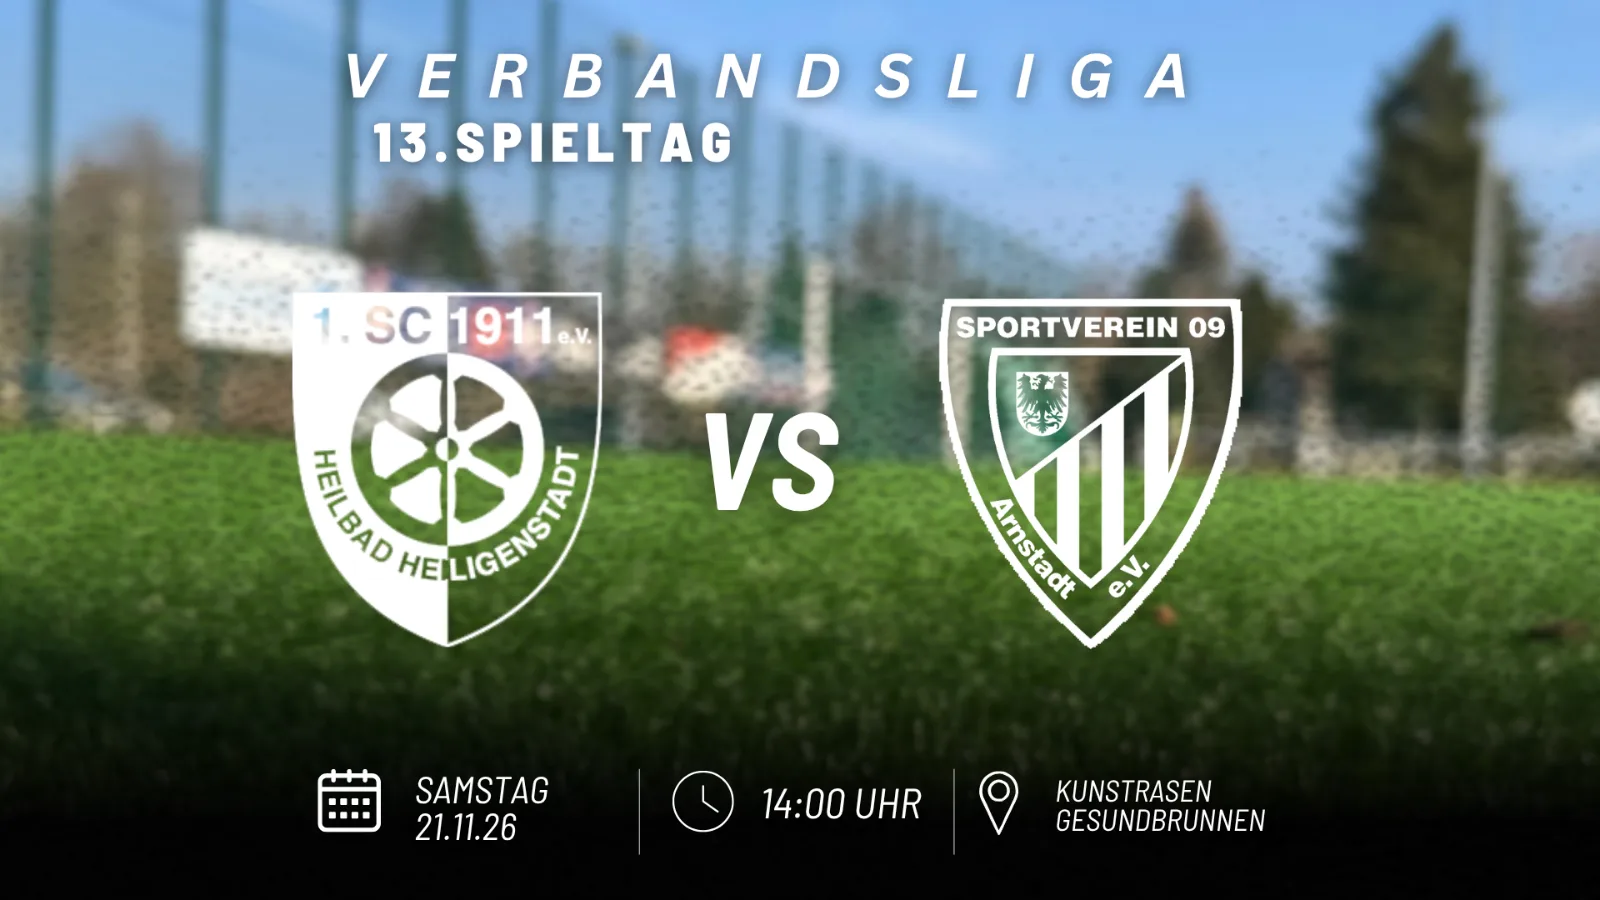 VERBANDSLIGA
13.SPIELTAG
1. SC 1911 e.V.
HEILBAD HEILIGENSTADT
VS
SPORTVEREIN 09
Arnstadt e.V.
SAMSTAG
21.11.26
14:00 UHR
KUNSTRASEN
GESUNDBRUNNEN